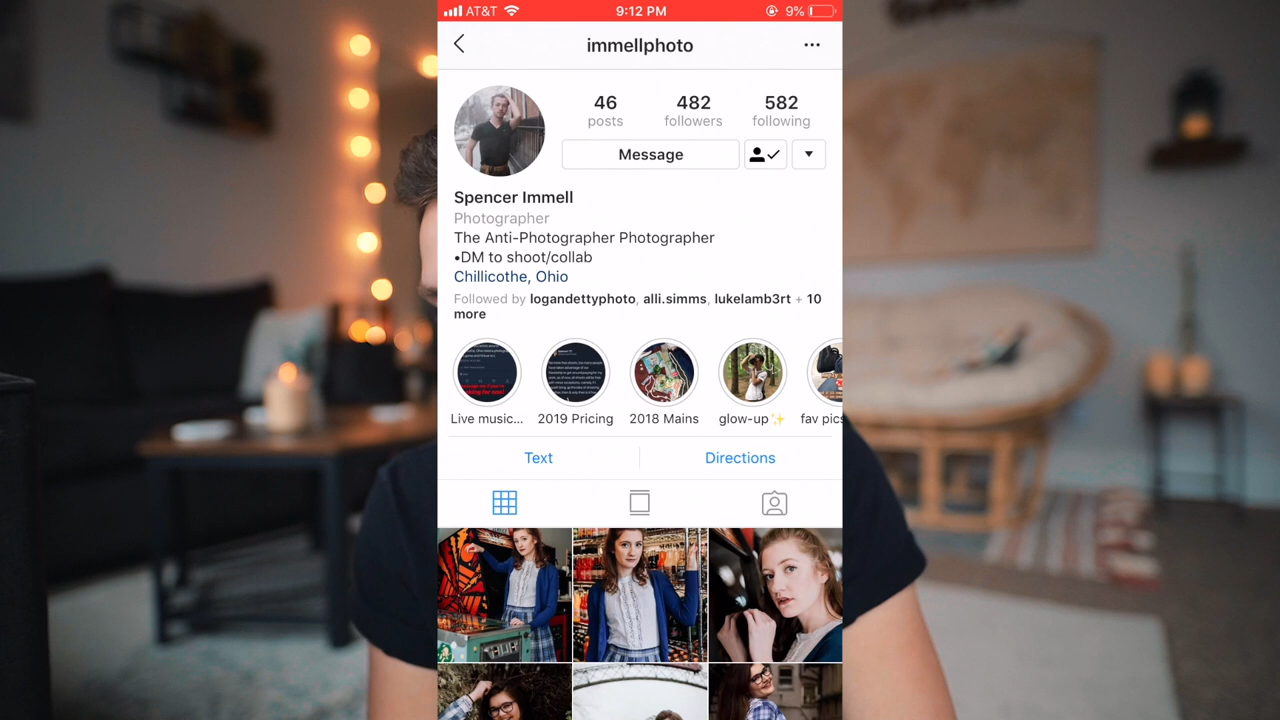 AT&T 9:12 PM 9%
immellphoto
46 482 582
posts followers following
Message
Spencer Immell
Photographer
The Anti-Photographer Photographer
•DM to shoot/collab
Chillicothe, Ohio
Followed by logandettyphoto, alli.simms, lukelamb3rt + 10
more
Live music... 2019 Pricing 2018 Mains glow-up✨ fav pics
Text Directions